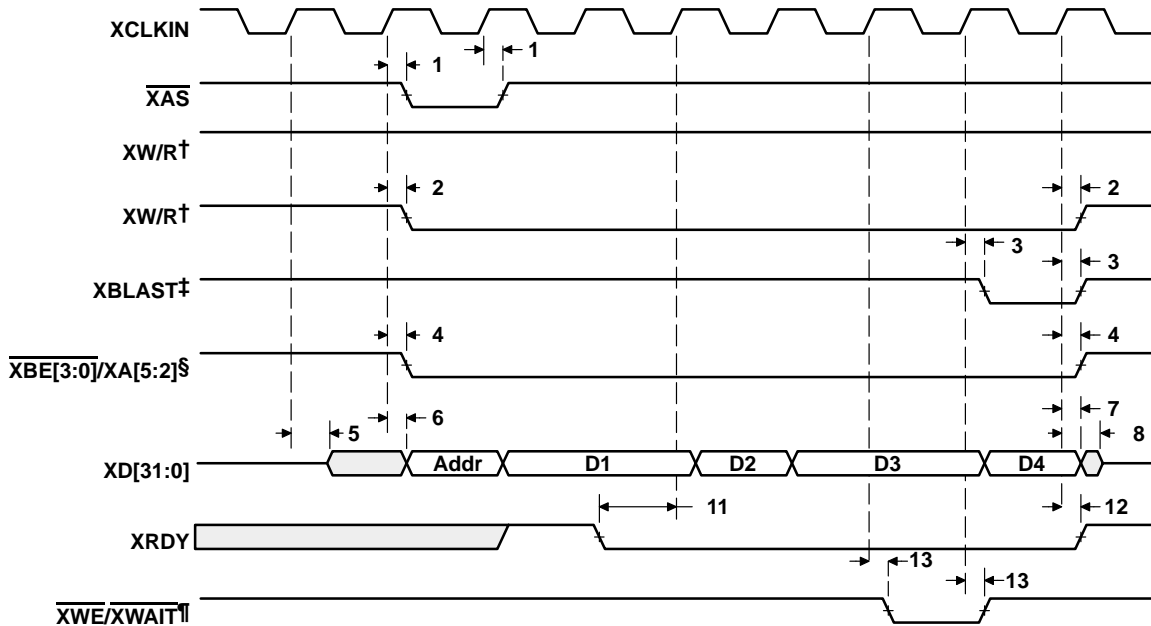 XCLKIN
1
1
XAS
XW/R†
2
2
XW/R†
3
3
XBLAST‡
4
4
XBE[3:0]/XA[5:2]§
6
7
5
8
XD[31:0]
Addr
D1
D2
D3
D4
11
12
XRDY
13
13
XWE/XWAIT¶